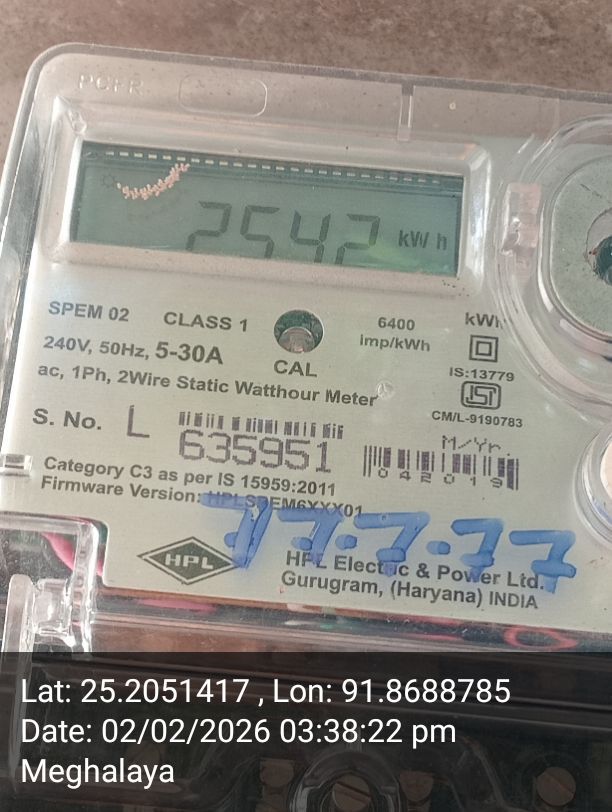 PCFR
2542 kWh
SPEM 02 CLASS 1 6400 imp/kWh kWh
240V, 50Hz, 5-30A
CAL
IS:13779
ac, 1Ph, 2Wire Static Watthour Meter
CM/L-9190783
S. No. L 635951
M/Yr.
042019
Category C3 as per IS 15959:2011
Firmware Version: HPLSPEM6XXX01
77.7.77
HPL
HPL Electric & Power Ltd.
Gurugram, (Haryana) INDIA
Lat: 25.2051417 , Lon: 91.8688785
Date: 02/02/2026 03:38:22 pm
Meghalaya